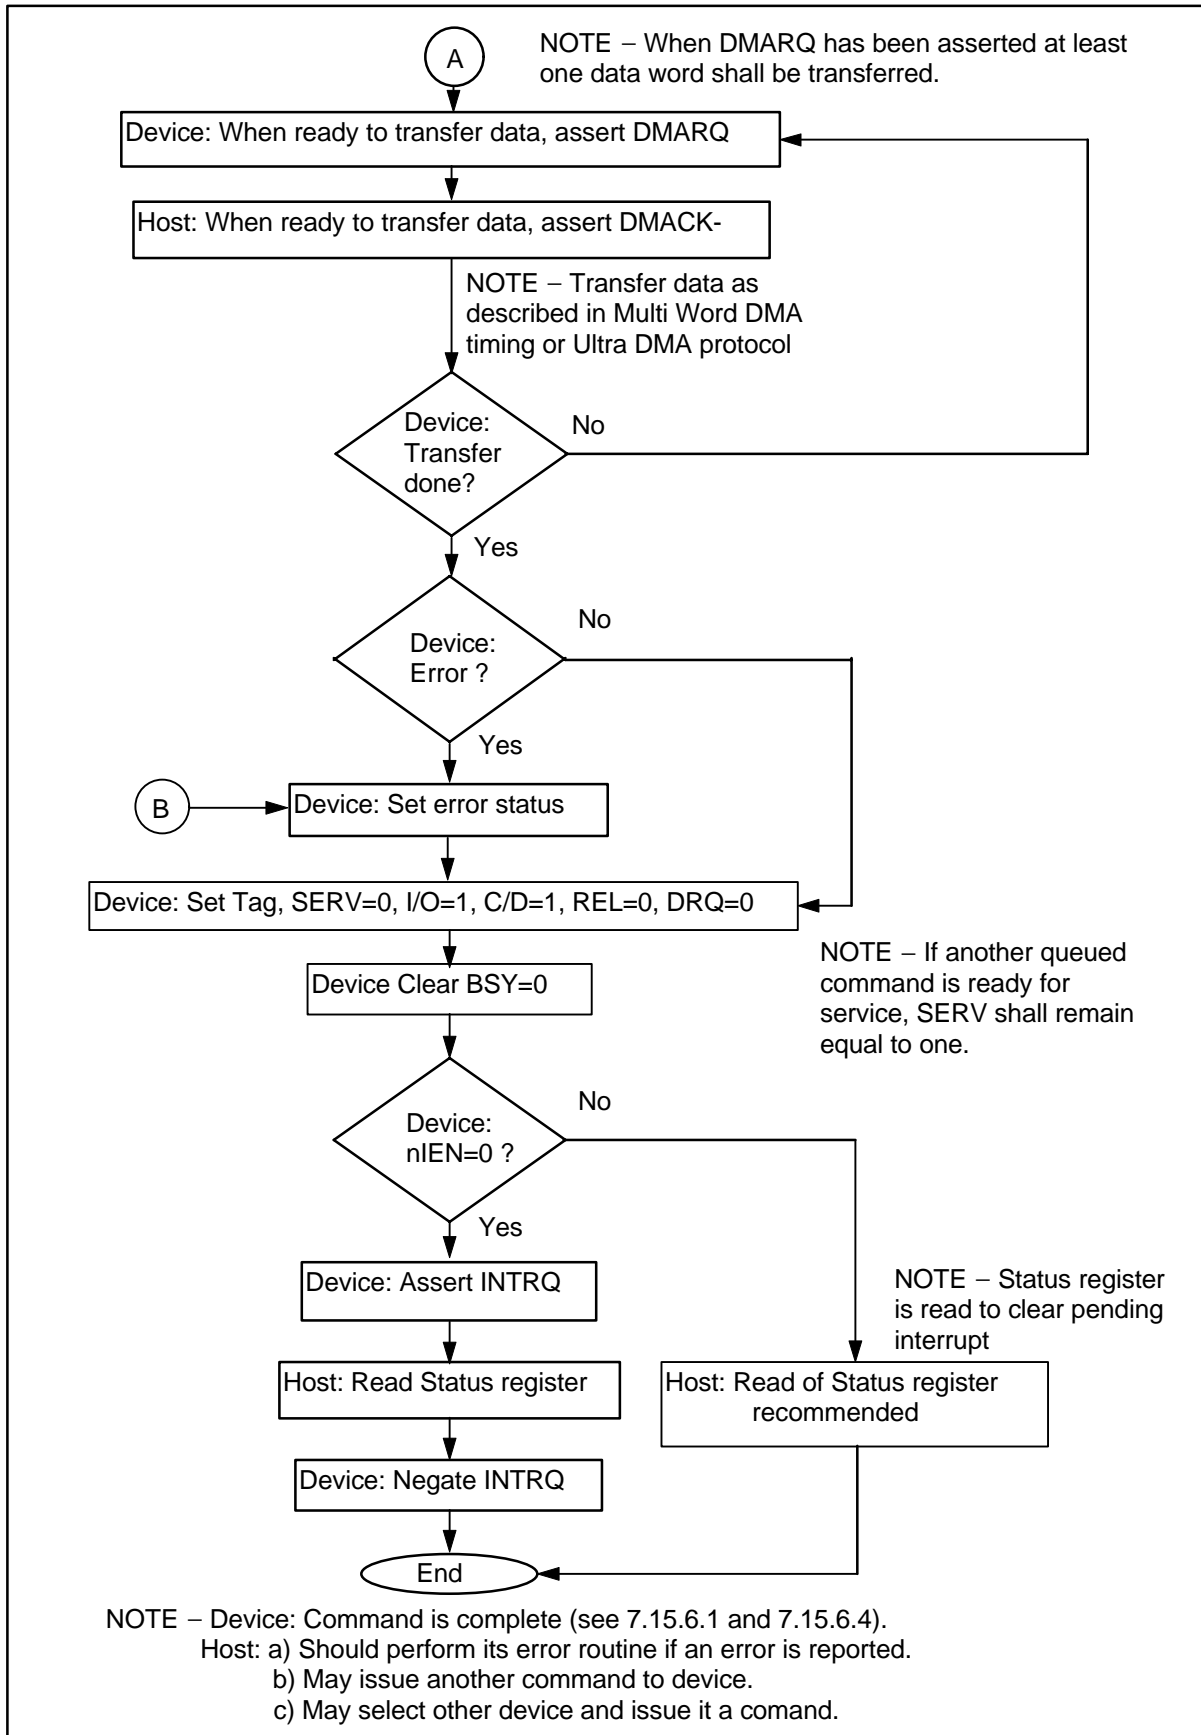 NOTE – When DMARQ has been asserted at least
one data word shall be transferred.
A
Device: When ready to transfer data, assert DMARQ
Host: When ready to transfer data, assert DMACK-
NOTE – Transfer data as
described in Multi Word DMA
timing or Ultra DMA protocol
Device:
Transfer
done?
No
Yes
Device:
Error ?
No
Yes
B
Device: Set error status
Device: Set Tag, SERV=0, I/O=1, C/D=1, REL=0, DRQ=0
NOTE – If another queued
command is ready for
service, SERV shall remain
equal to one.
Device Clear BSY=0
Device:
nIEN=0 ?
No
Yes
Device: Assert INTRQ
NOTE – Status register
is read to clear pending
interrupt
Host: Read Status register
Host: Read of Status register
recommended
Device: Negate INTRQ
End
NOTE – Device: Command is complete (see 7.15.6.1 and 7.15.6.4).
Host: a) Should perform its error routine if an error is reported.
b) May issue another command to device.
c) May select other device and issue it a comand.